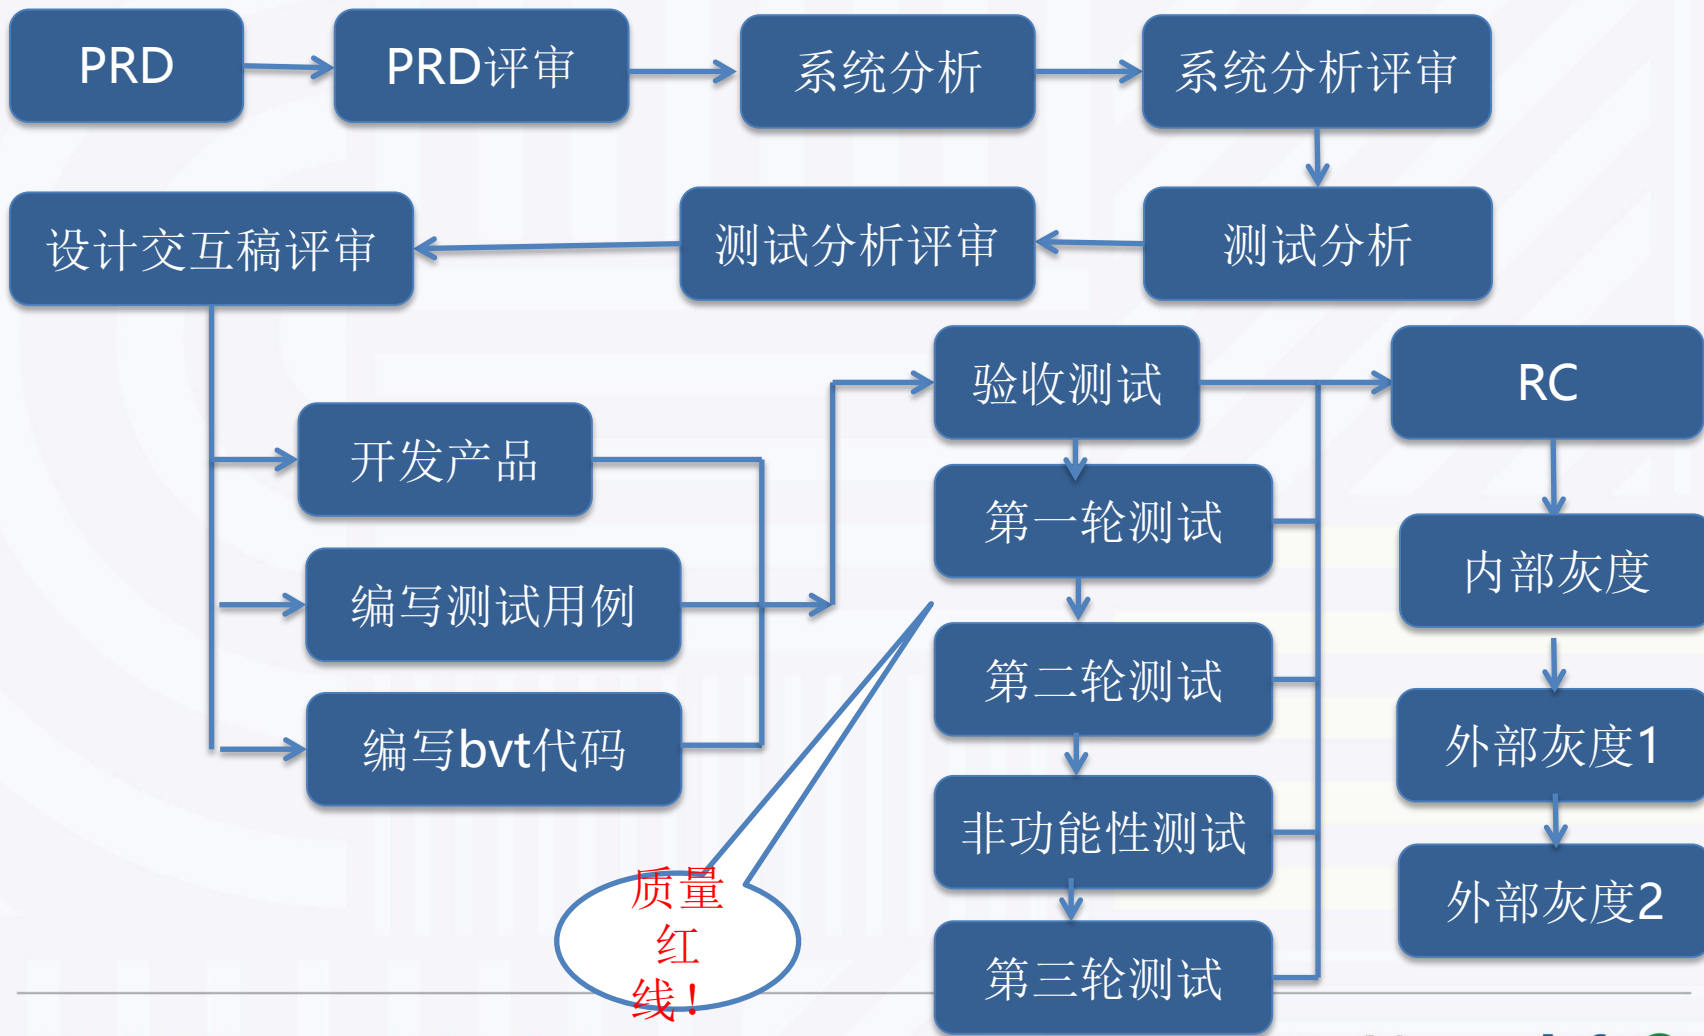 PRD
PRD评审
系统分析
系统分析评审
设计交互稿评审
测试分析评审
测试分析
验收测试
RC
开发产品
第一轮测试
内部灰度
编写测试用例
第二轮测试
外部灰度1
编写bvt代码
非功能性测试
外部灰度2
质量
红
线！
第三轮测试